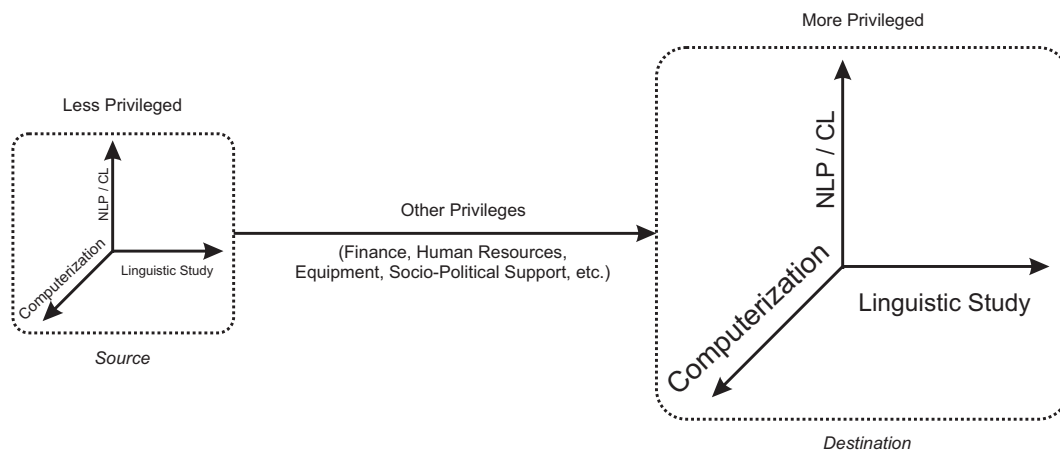 Less Privileged
NLP / CL
Linguistic Study
Computerization
Source
Other Privileges
(Finance, Human Resources,
Equipment, Socio-Political Support, etc.)
More Privileged
NLP / CL
Linguistic Study
Computerization
Destination